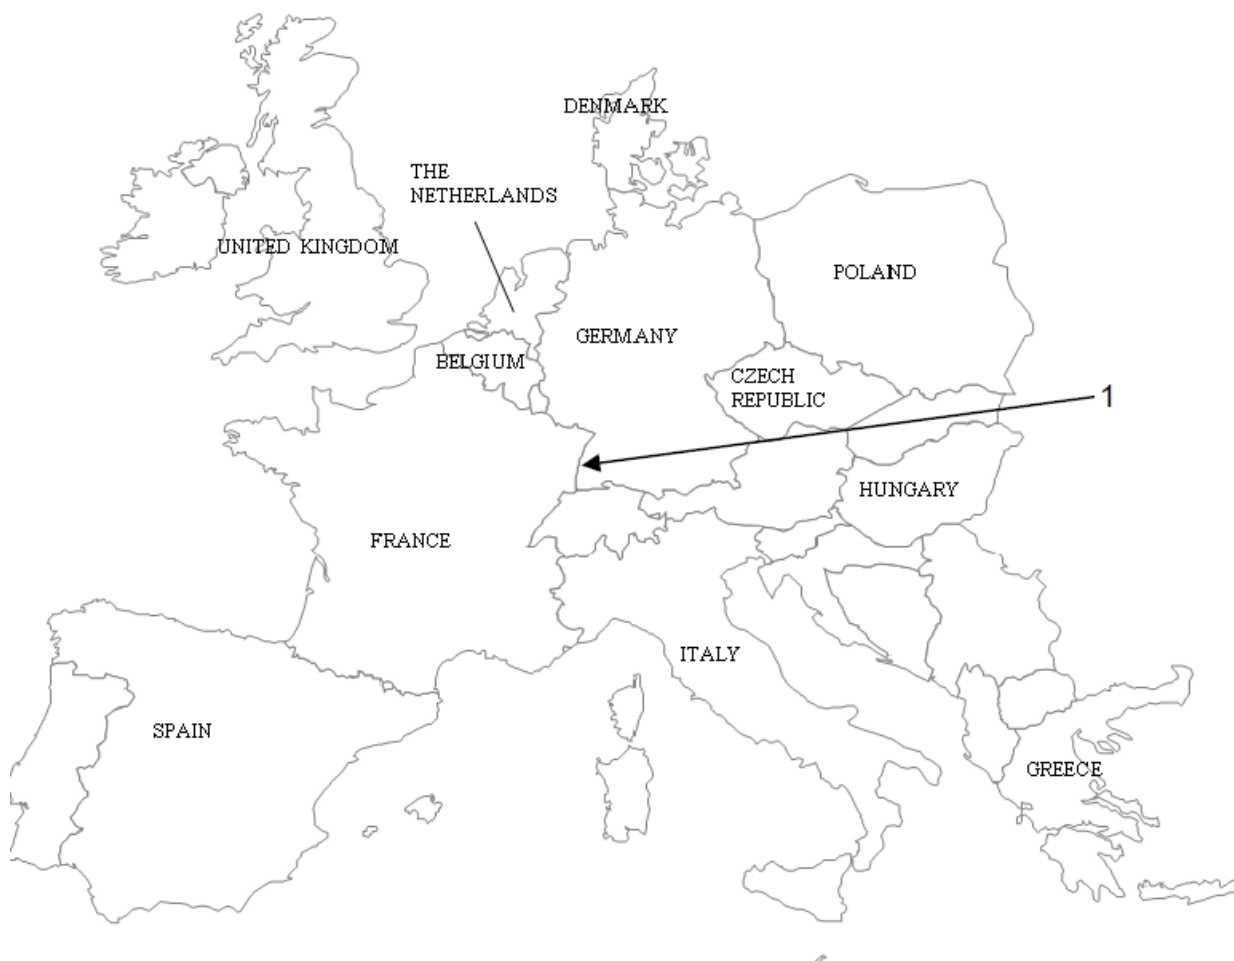 DENMARK
THE
NETHERLANDS
UNITED KINGDOM
POLAND
GERMANY
BELGIUM
CZECH
REPUBLIC
1
HUNGARY
FRANCE
ITALY
SPAIN
GREECE